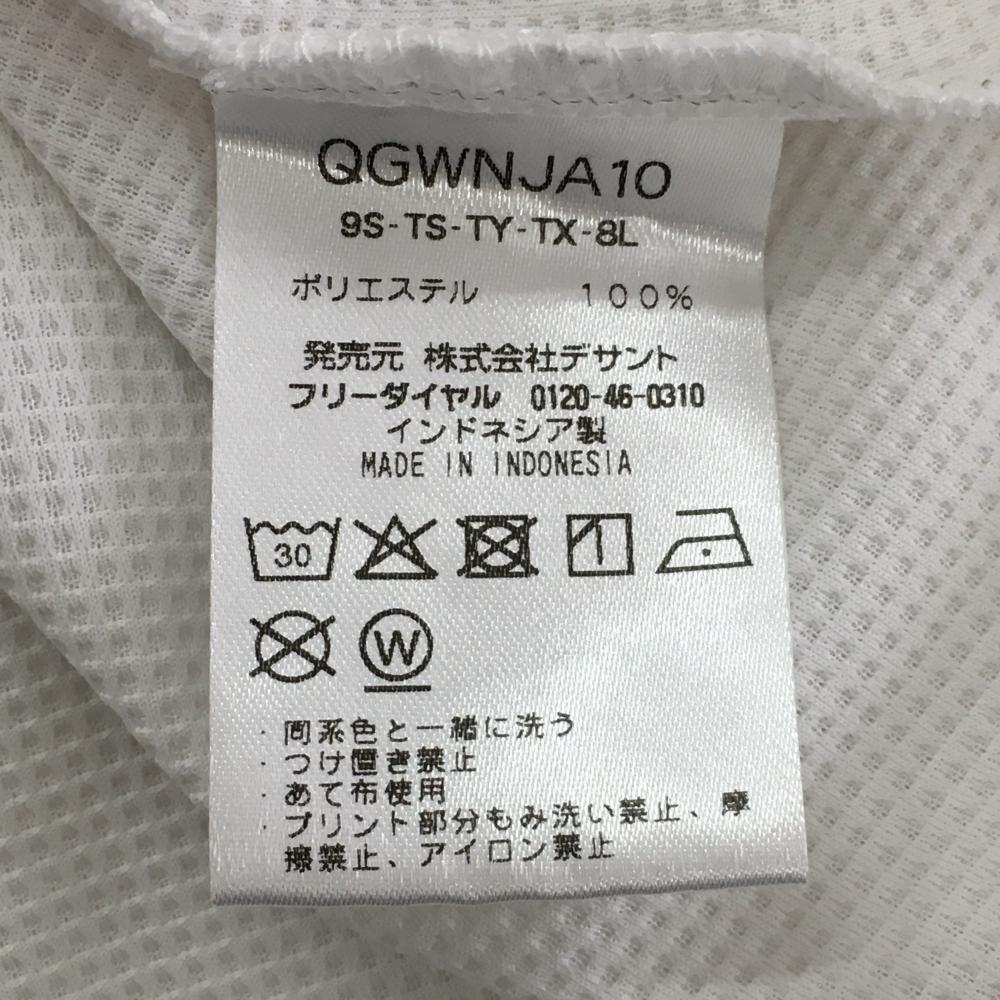 QGWNJA10
9S-TS-TY-TX-8L
ポリエステル 100%
発売元 株式会社デサント
フリーダイヤル 0120-46-0310
インドネシア製
MADE IN INDONESIA
30
W
・同系色と一緒に洗う
・つけ置き禁止
・あて布使用
・プリント部分もみ洗い禁止、摩
擦禁止、アイロン禁止